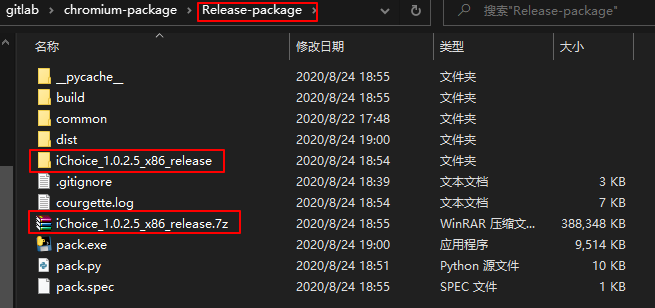 gitlab > chromium-package > Release-package >
搜索"Release-package"
名称 修改日期 类型 大小
__pycache__ 2020/8/24 18:55 文件夹
build 2020/8/24 18:55 文件夹
common 2020/8/22 17:48 文件夹
dist 2020/8/24 19:00 文件夹
iChoice_1.0.2.5_x86_release 2020/8/24 18:54 文件夹
.gitignore 2020/8/24 18:39 文本文档 3 KB
courgette.log 2020/8/24 18:54 文本文档 7 KB
iChoice_1.0.2.5_x86_release.7z 2020/8/24 18:55 WinRAR 压缩文... 388,348 KB
pack.exe 2020/8/24 19:00 应用程序 9,514 KB
pack.py 2020/8/24 18:51 Python 源文件 10 KB
pack.spec 2020/8/24 18:55 SPEC 文件 1 KB